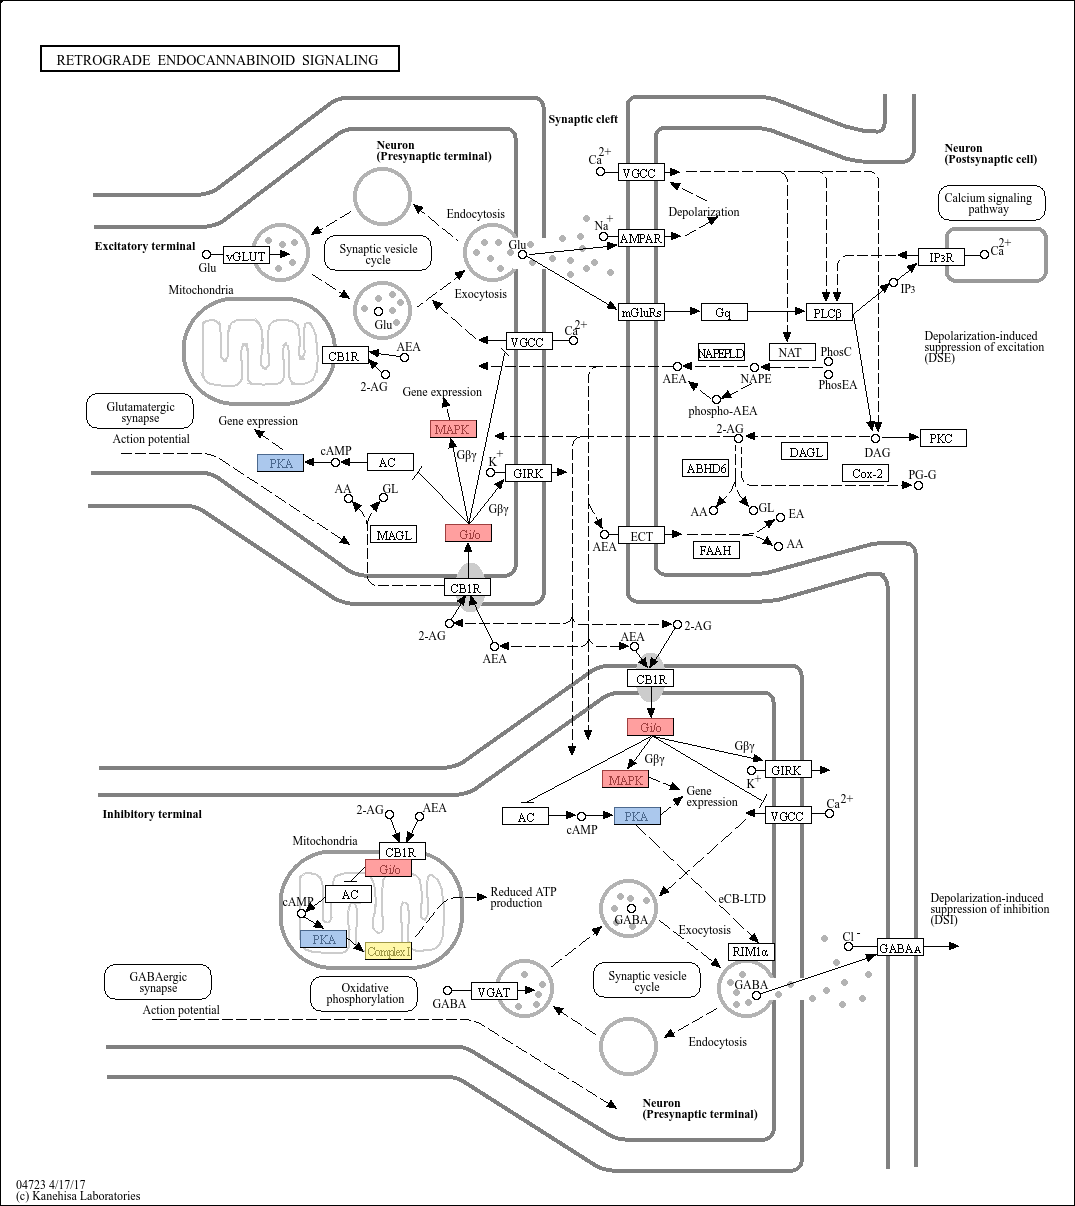 RETROGRADE ENDOCANNABINOID SIGNALING
Synaptic cleft
Neuron
(Presynaptic terminal)
Neuron
(Postsynaptic cell)
Ca2+
VGCC
Calcium signaling
pathway
Depolarization
Endocytosis
Na+
AMPAR
Excitatory terminal
Glu
vGLUT
Synaptic vesicle
cycle
Glu
IP3R
Ca2+
IP3
Mitochondria
Exocytosis
Glu
mGluRs
Gq
PLCβ
VGCC
Ca2+
Depolarization-induced
suppression of excitation
(DSE)
CB1R
AEA
2-AG
NAPEPLD
NAT
PhosC
PhosEA
AEA
NAPE
phospho-AEA
Glutamatergic
synapse
Gene expression
Gene expression
MAPK
Action potential
Gβγ
2-AG
DAGL
DAG
PKC
PKA
cAMP
AC
K+
GIRK
ABHD6
Cox-2
PG-G
AA
GL
Gβγ
AA
GL
EA
MAGL
Gi/o
AEA
ECT
FAAH
AA
CB1R
2-AG
AEA
AEA
2-AG
CB1R
Gi/o
Gβγ
Gβγ
GIRK
K+
MAPK
Gene
expression
Inhibitory terminal
2-AG
AEA
AC
cAMP
PKA
VGCC
Ca2+
Mitochondria
CB1R
Gi/o
AC
cAMP
PKA
Complex I
Reduced ATP
production
eCB-LTD
GABA
Exocytosis
RIM1α
Depolarization-induced
suppression of inhibition
(DSI)
Cl-
GABAA
GABAergic
synapse
Oxidative
phosphorylation
GABA
VGAT
Synaptic vesicle
cycle
GABA
Action potential
Endocytosis
Neuron
(Presynaptic terminal)
04723 4/17/17
(c) Kanehisa Laboratories